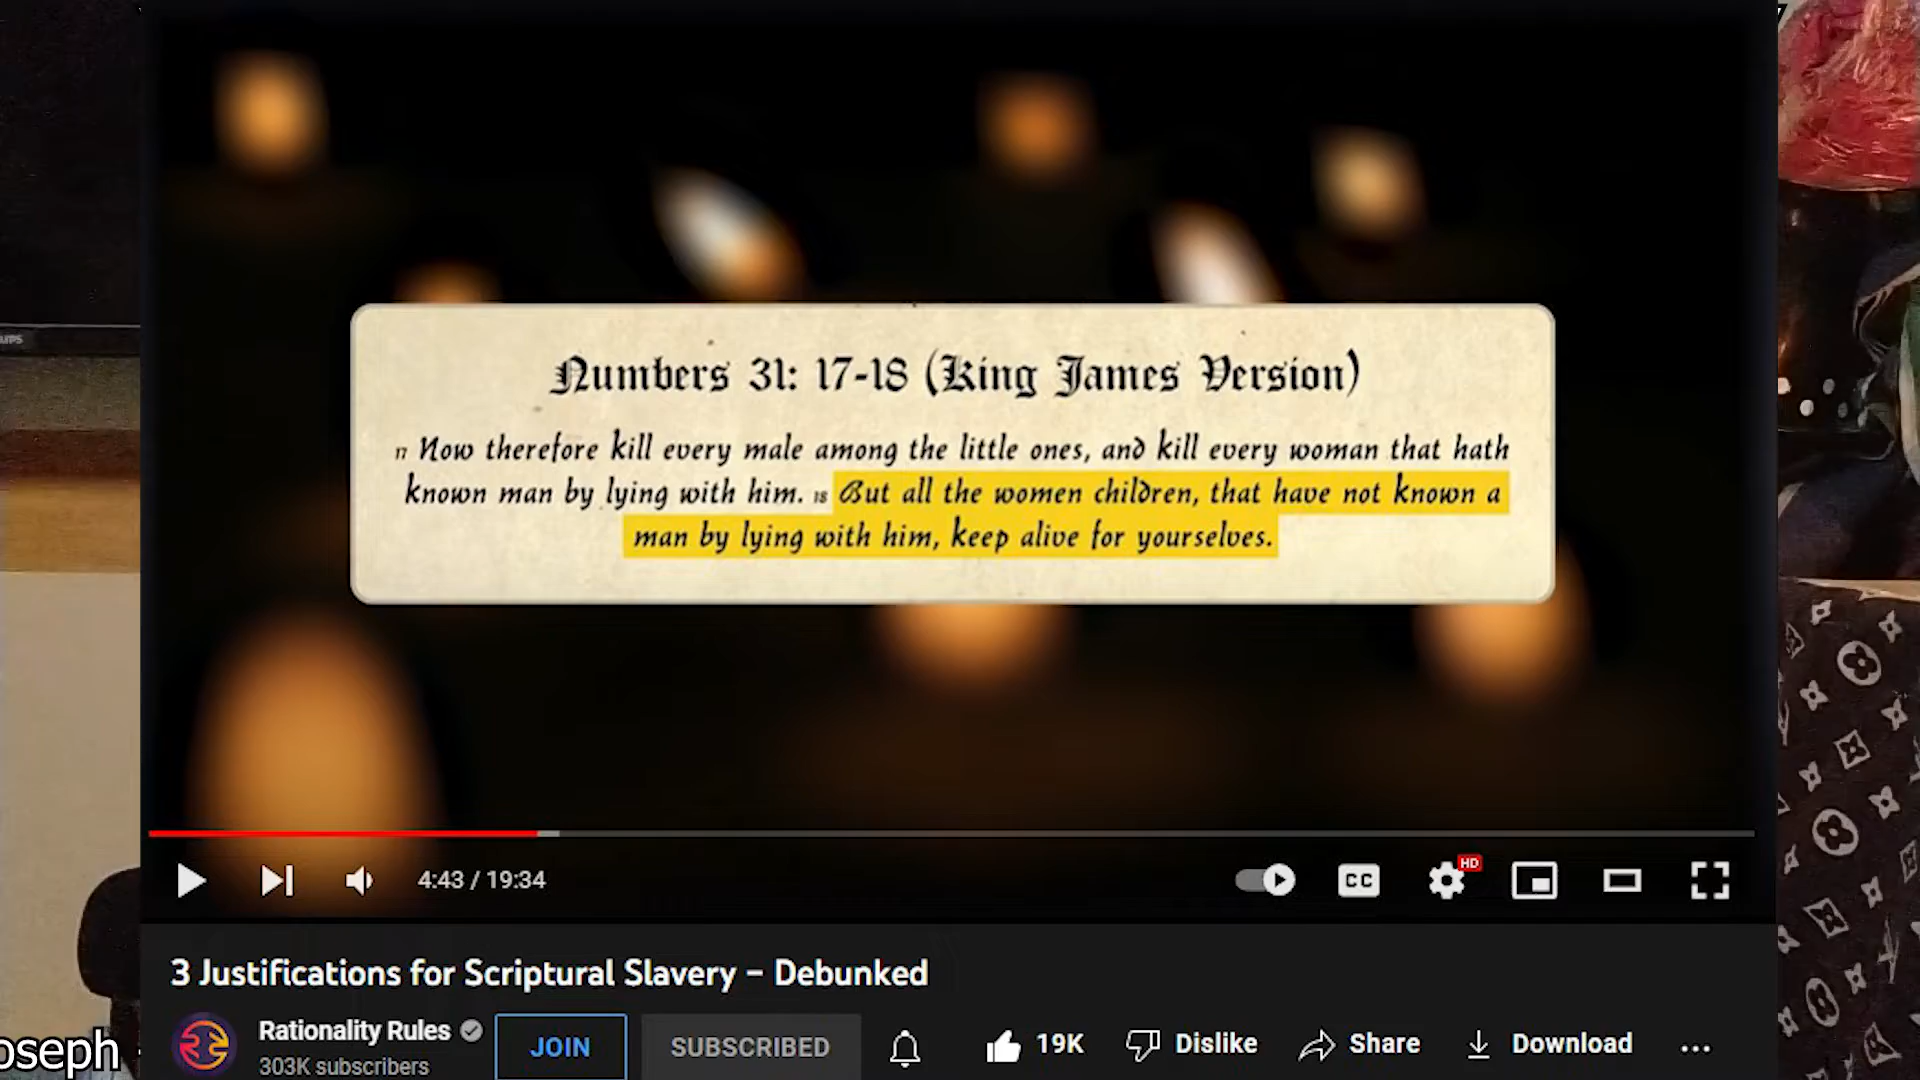 Numbers 31: 17-18 (King James Version)
17 Now therefore kill every male among the little ones, and kill every woman that hath
known man by lying with him. 18 But all the women children, that have not known a
man by lying with him, keep alive for yourselves.
4:43 / 19:34
CC
HD
3 Justifications for Scriptural Slavery – Debunked
Rationality Rules
303K subscribers
JOIN
SUBSCRIBED
19K
Dislike
Share
Download
oseph